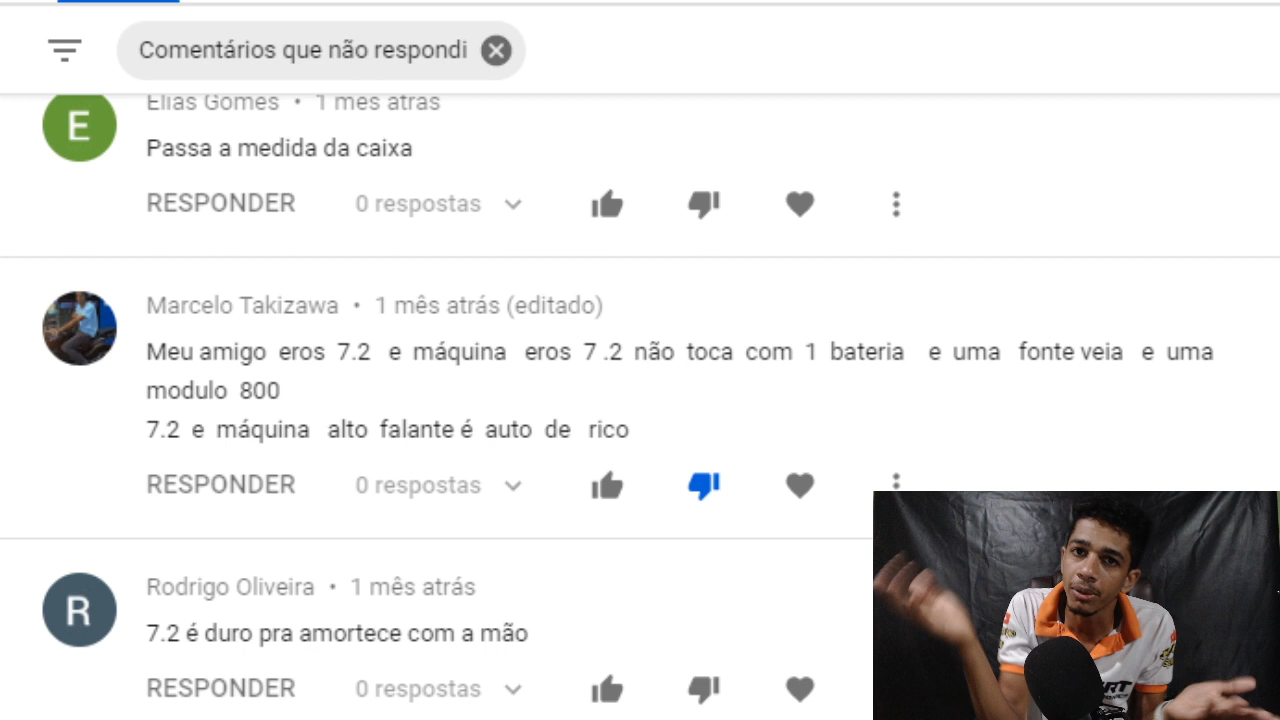 Comentários que não respondi
Elias Gomes • 1 mês atrás
E
Passa a medida da caixa
RESPONDER 0 respostas
Marcelo Takizawa • 1 mês atrás (editado)
Meu amigo eros 7.2 e máquina eros 7 .2 não toca com 1 bateria e uma fonte veia e uma
modulo 800
7.2 e máquina alto falante é auto de rico
RESPONDER 0 respostas
Rodrigo Oliveira • 1 mês atrás
R
7.2 é duro pra amortece com a mão
RESPONDER 0 respostas